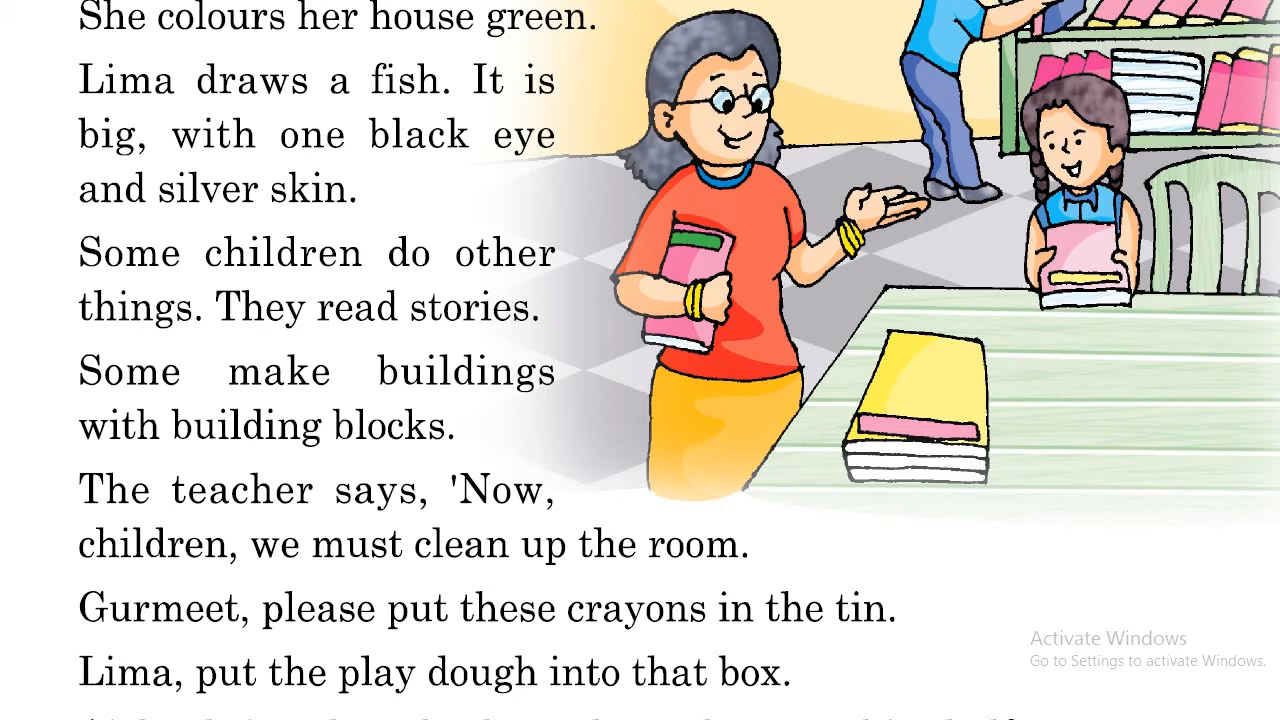 She colours her house green.
Lima draws a fish. It is
big, with one black eye
and silver skin.
Some children do other
things. They read stories.
Some make buildings
with building blocks.
The teacher says, 'Now,
children, we must clean up the room.
Gurmeet, please put these crayons in the tin.
Lima, put the play dough into that box.
Activate Windows
Go to Settings to activate Windows.